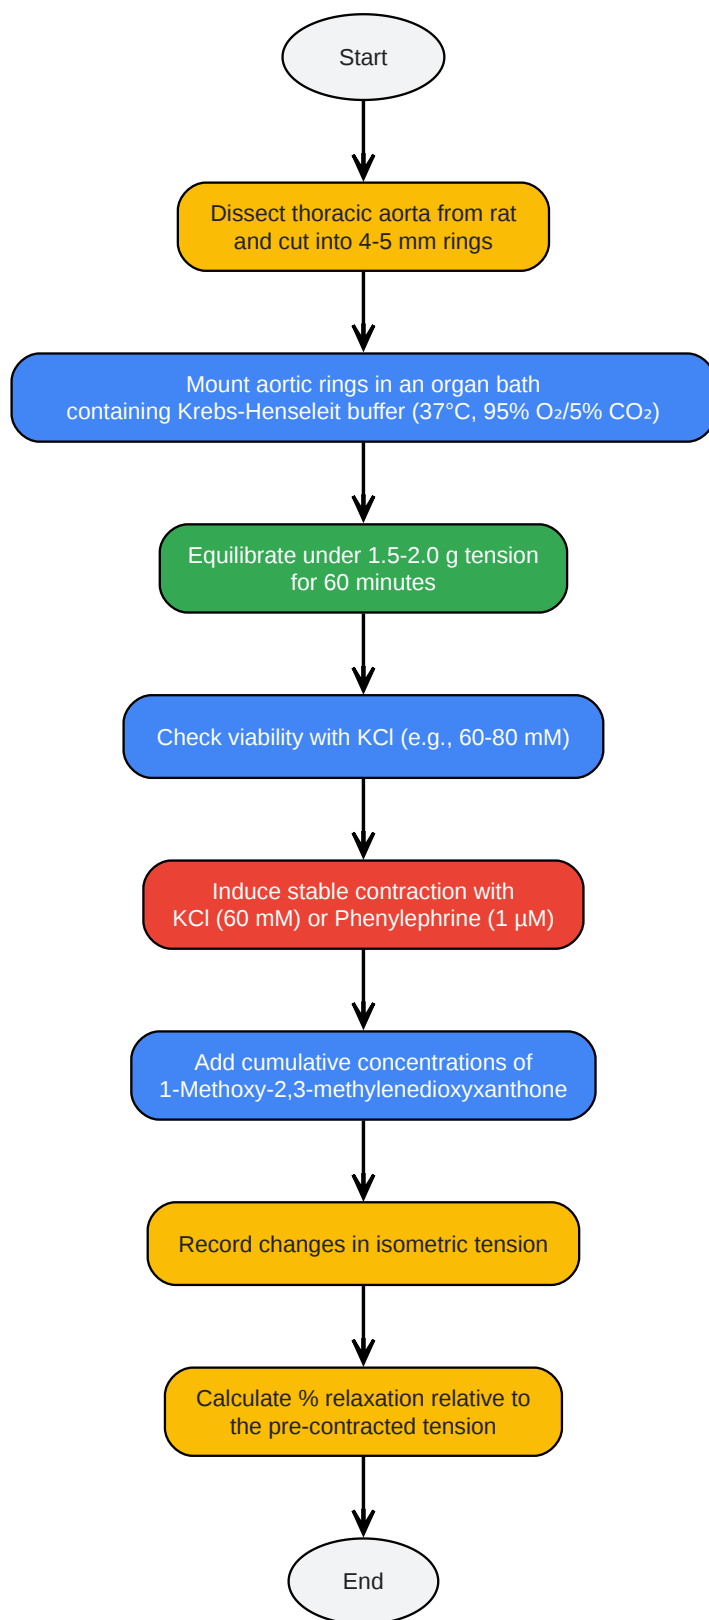 Start
Dissect thoracic aorta from rat
and cut into 4-5 mm rings
Mount aortic rings in an organ bath
containing Krebs-Henseleit buffer (37°C, 95% O₂/5% CO₂)
Equilibrate under 1.5-2.0 g tension
for 60 minutes
Check viability with KCl (e.g., 60-80 mM)
Induce stable contraction with
KCl (60 mM) or Phenylephrine (1 µM)
Add cumulative concentrations of
1-Methoxy-2,3-methylenedioxyxanthone
Record changes in isometric tension
Calculate % relaxation relative to
the pre-contracted tension
End